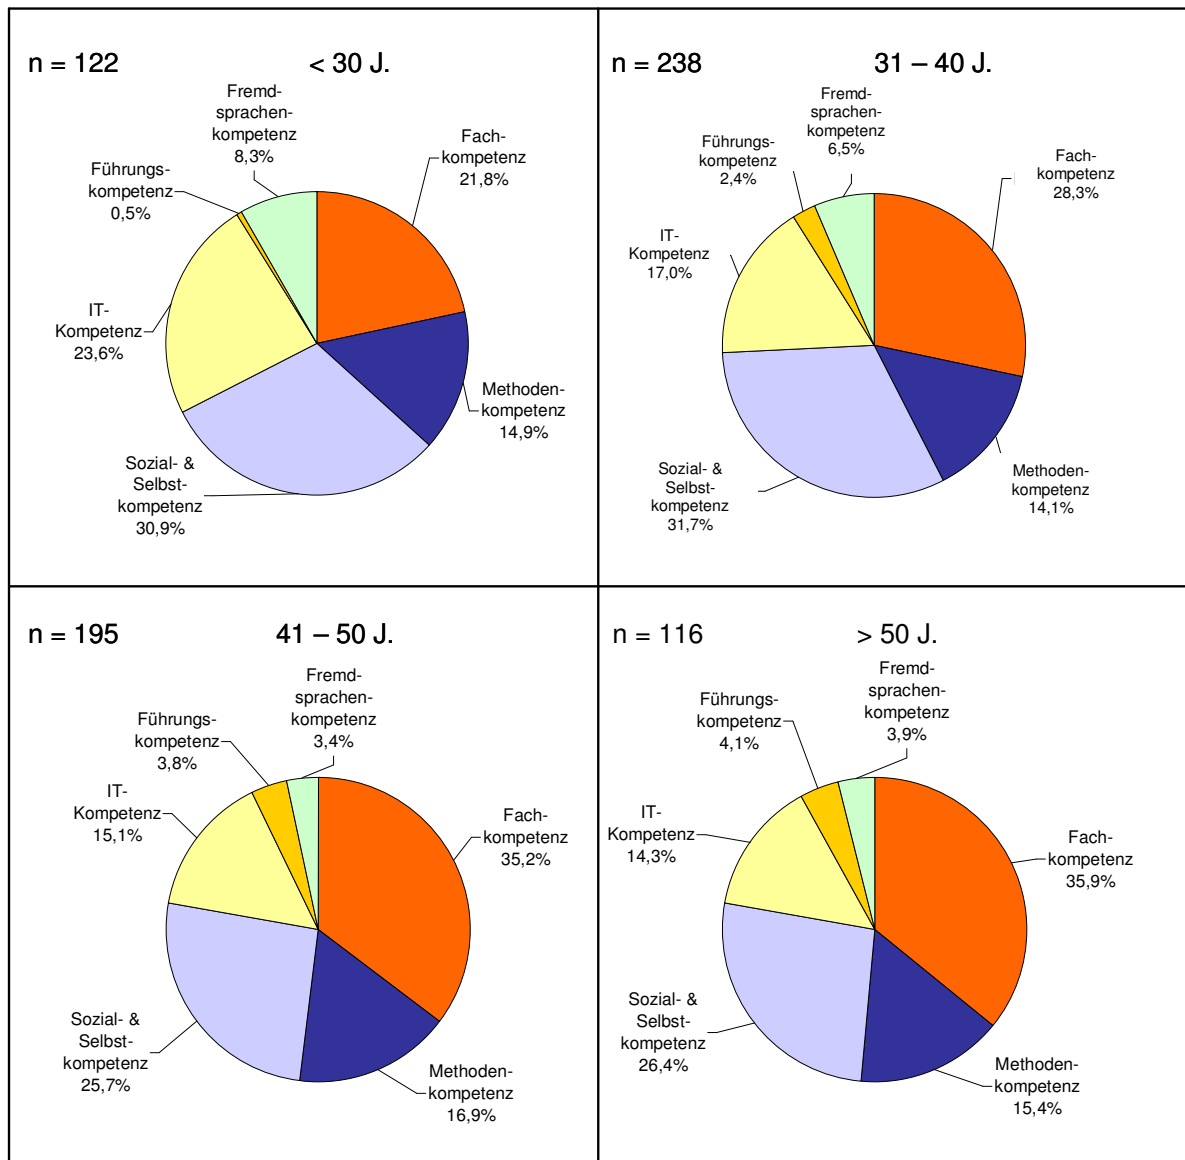 n = 122
< 30 J.
Fremd-
sprachen-
kompetenz
8,3%
Fach-
kompetenz
21,8%
Führungs-
kompetenz
0,5%
IT-
Kompetenz
23,6%
Methoden-
kompetenz
14,9%
Sozial- &
Selbst-
kompetenz
30,9%
n = 238
31 – 40 J.
Fremd-
sprachen-
kompetenz
6,5%
Führungs-
kompetenz
2,4%
Fach-
kompetenz
28,3%
IT-
Kompetenz
17,0%
Sozial- &
Selbst-
kompetenz
31,7%
Methoden-
kompetenz
14,1%
n = 195
41 – 50 J.
Fremd-
sprachen-
kompetenz
3,4%
Führungs-
kompetenz
3,8%
IT-
Kompetenz
15,1%
Fach-
kompetenz
35,2%
Sozial- &
Selbst-
kompetenz
25,7%
Methoden-
kompetenz
16,9%
n = 116
> 50 J.
Fremd-
sprachen-
kompetenz
3,9%
Führungs-
kompetenz
4,1%
IT-
Kompetenz
14,3%
Fach-
kompetenz
35,9%
Sozial- &
Selbst-
kompetenz
26,4%
Methoden-
kompetenz
15,4%